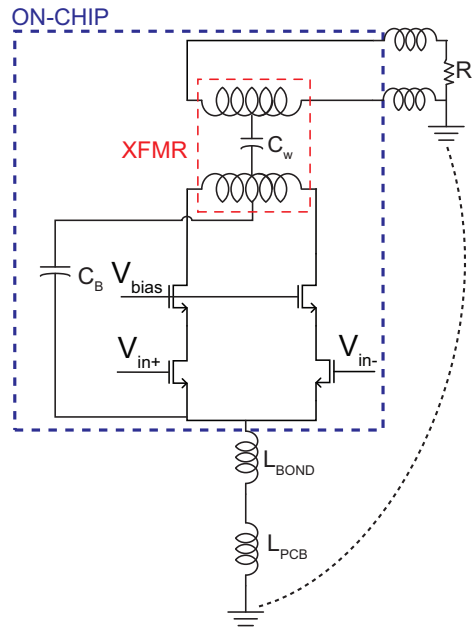 ON-CHIP
R
XFMR
C_w
C_B
V_bias
V_in+
V_in-
L_BOND
L_PCB